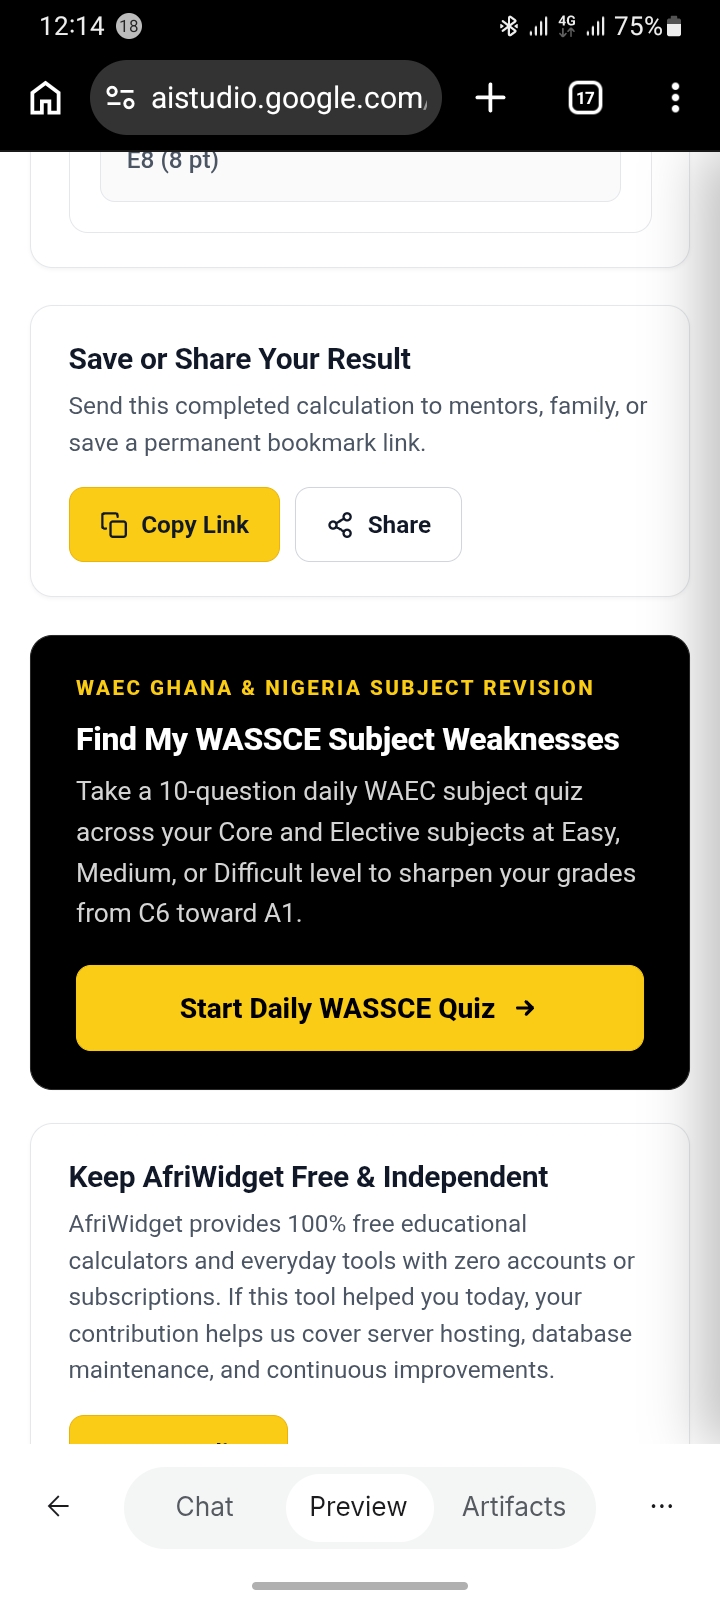 12:14 18 4G 75%
aistudio.google.com/ 17
E8 (8 pt)
Save or Share Your Result
Send this completed calculation to mentors, family, or
save a permanent bookmark link.
Copy Link
Share
WAEC GHANA & NIGERIA SUBJECT REVISION
Find My WASSCE Subject Weaknesses
Take a 10-question daily WAEC subject quiz
across your Core and Elective subjects at Easy,
Medium, or Difficult level to sharpen your grades
from C6 toward A1.
Start Daily WASSCE Quiz →
Keep AfriWidget Free & Independent
AfriWidget provides 100% free educational
calculators and everyday tools with zero accounts or
subscriptions. If this tool helped you today, your
contribution helps us cover server hosting, database
maintenance, and continuous improvements.
Chat
Preview
Artifacts